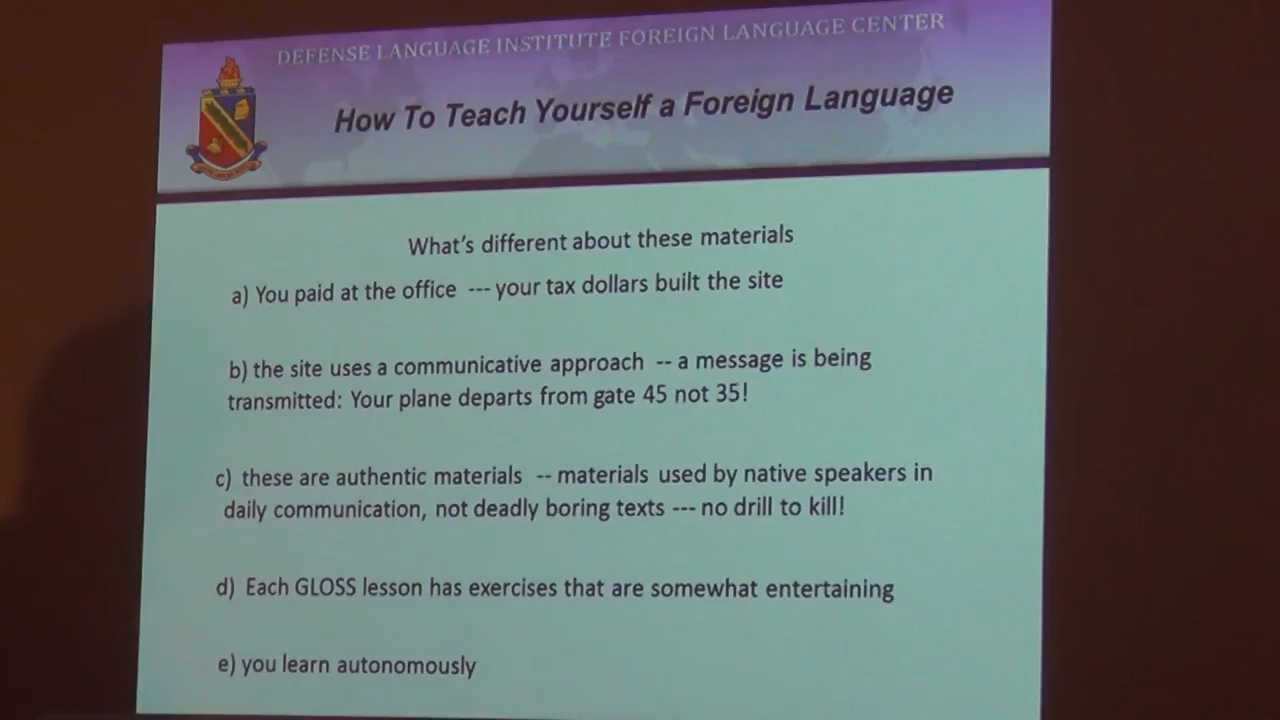 DEFENSE LANGUAGE INSTITUTE FOREIGN LANGUAGE CENTER
How To Teach Yourself a Foreign Language
What's different about these materials
a) You paid at the office --- your tax dollars built the site
b) the site uses a communicative approach -- a message is being
transmitted: Your plane departs from gate 45 not 35!
c) these are authentic materials -- materials used by native speakers in
daily communication, not deadly boring texts --- no drill to kill!
d) Each GLOSS lesson has exercises that are somewhat entertaining
e) you learn autonomously